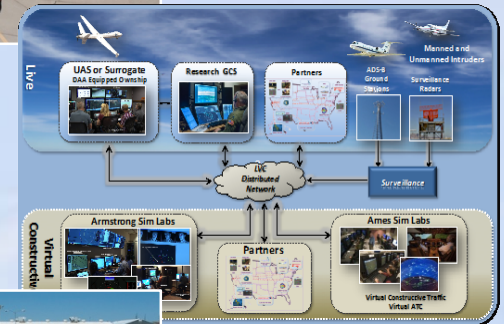 Live
UAS or Surrogate
DAA Equipped Ownship
Research GCS
Partners
ADS-B
Ground
Stations
Manned and
Unmanned Intruders
Surveillance
Radars
LVC
Distributed
Network
Surveillance
Virtual
Constructiv
Armstrong Sim Labs
Partners
Ames Sim Labs
Virtual Constructive Traffic
Virtual ATC